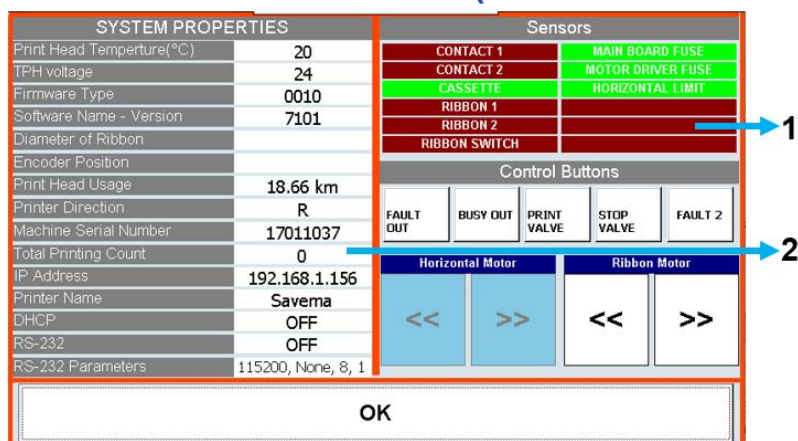 SYSTEM PROPERTIES
Print Head Temperture(°C) 20
TPH voltage 24
Firmware Type 0010
Software Name - Version 7101
Diameter of Ribbon
Encoder Position
Print Head Usage 18.66 km
Printer Direction R
Machine Serial Number 17011037
Total Printing Count 0
IP Address 192.168.1.156
Printer Name Savema
DHCP OFF
RS-232 OFF
RS-232 Parameters 115200, None, 8, 1
Sensors
CONTACT 1 MAIN BOARD FUSE
CONTACT 2 MOTOR DRIVER FUSE
CASSETTE HORIZONTAL LIMIT
RIBBON 1
RIBBON 2
RIBBON SWITCH
1
Control Buttons
FAULT OUT
BUSY OUT
PRINT VALVE
STOP VALVE
FAULT 2
2
Horizontal Motor
<< >>
Ribbon Motor
<< >>
OK